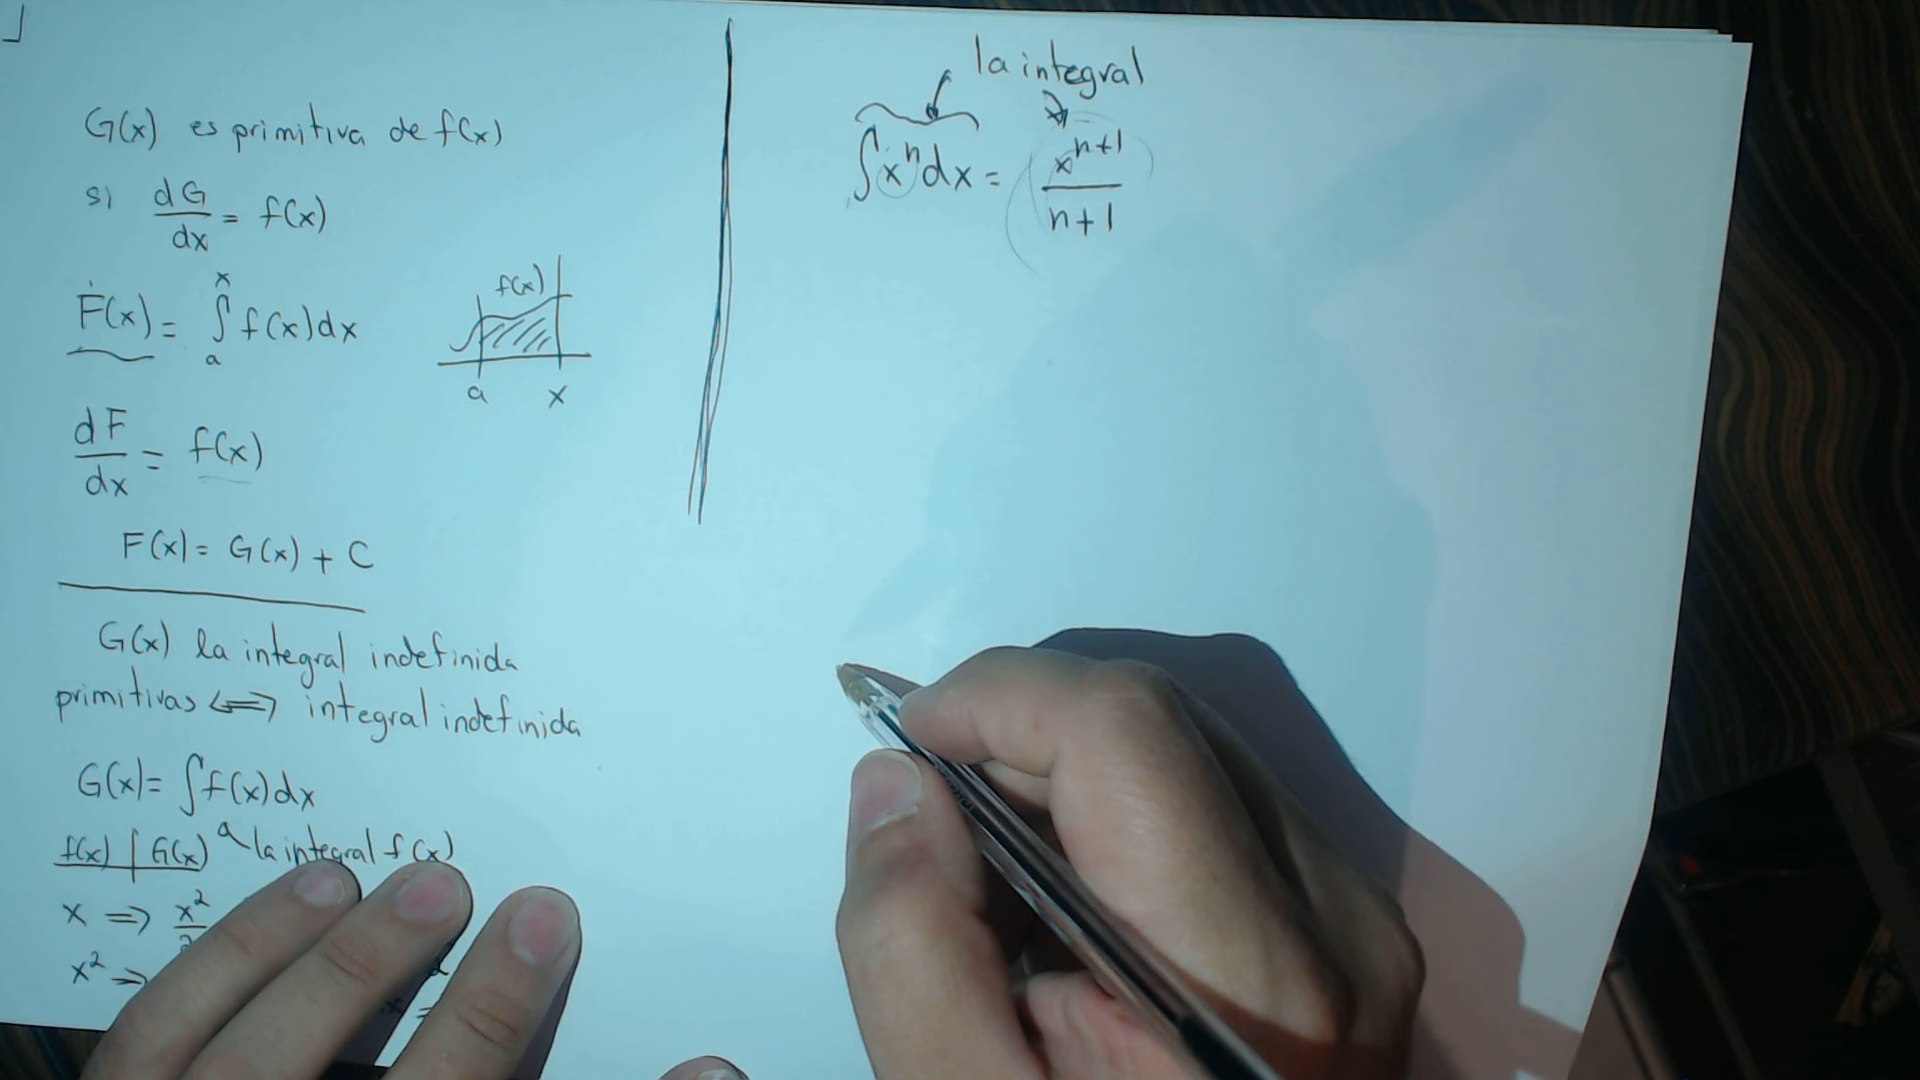 G(x) es primitiva de f(x)
si dG/dx = f(x)
F(x) = ∫ₐˣ f(x)dx
f(x)
a x
dF/dx = f(x)
F(x) = G(x) + C
G(x) la integral indefinida
primitivas ⟺ integral indefinida
G(x) = ∫f(x)dx
f(x) | G(x) a la integral f(x)
x ⇒ x²/2
x² ⇒
la integral
∫xⁿdx = xⁿ⁺¹/n+1